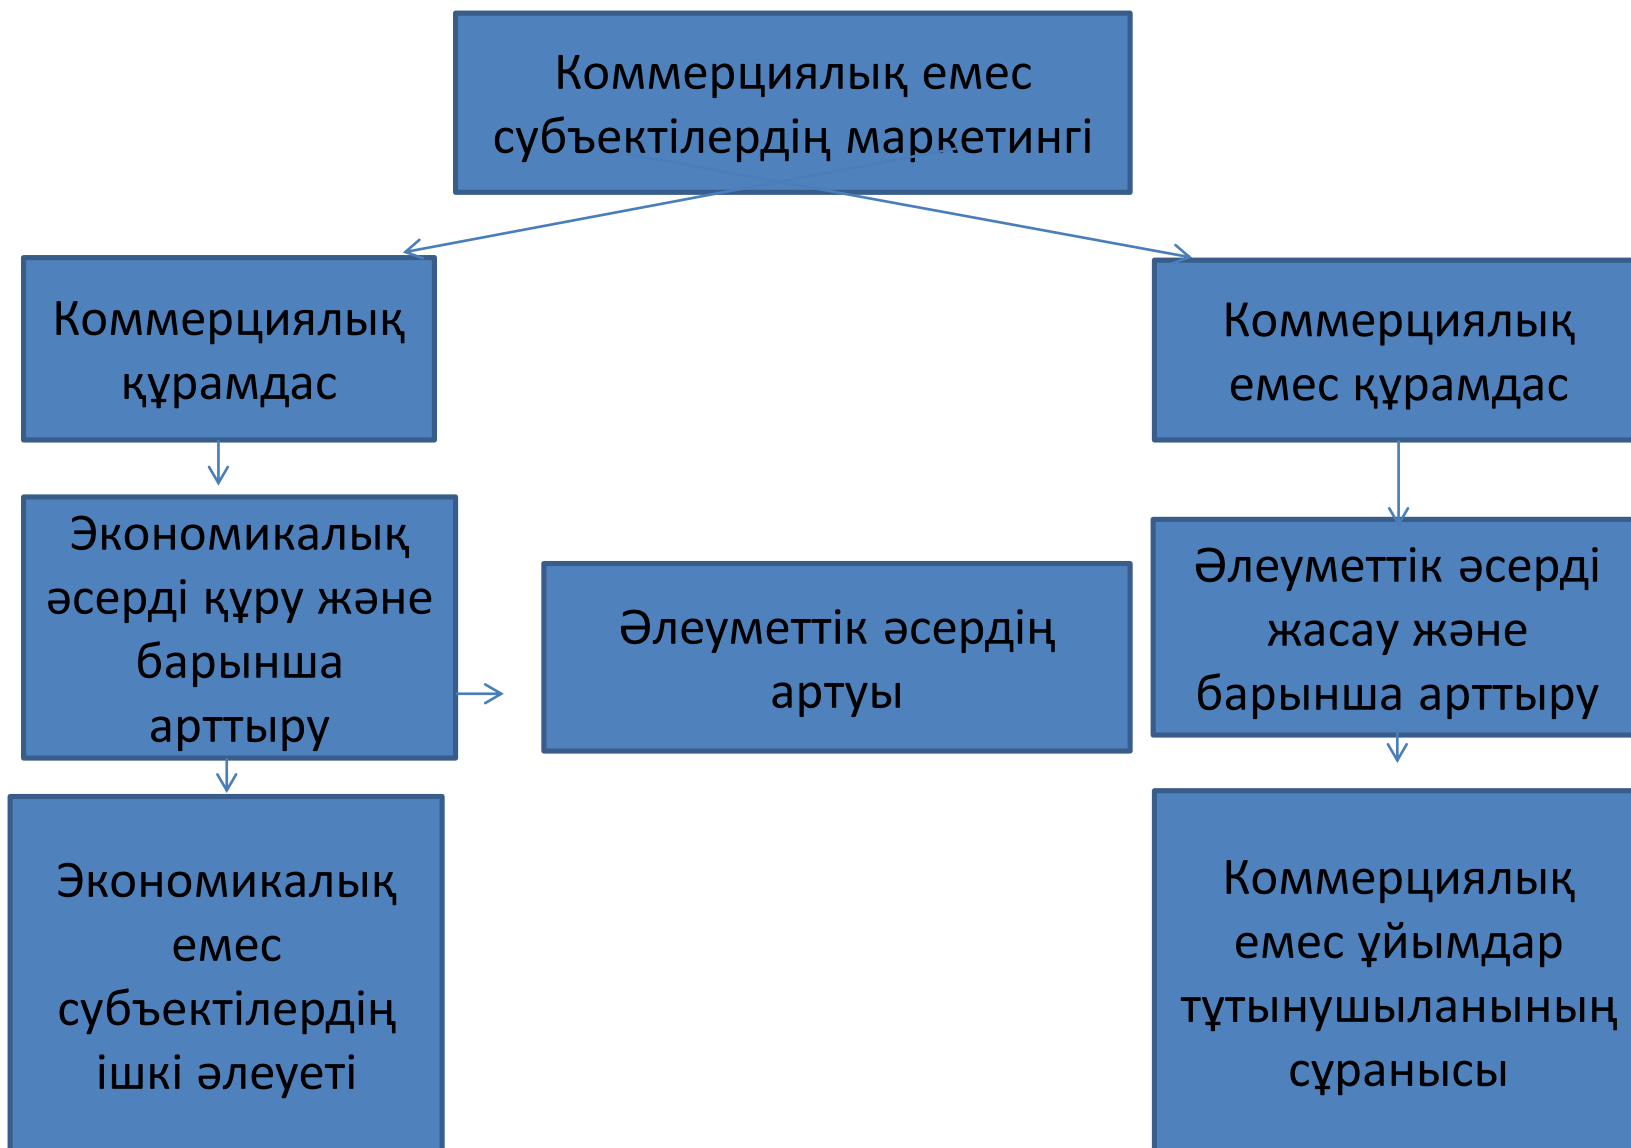 Коммерциялық емес
субъектілердің маркетингі
Коммерциялық
құрамдас
Коммерциялық
емес құрамдас
Экономикалық
әсерді құру және
барынша
арттыру
Әлеуметтік әсердің
артуы
Әлеуметтік әсерді
жасау және
барынша арттыру
Экономикалық
емес
субъектілердің
ішкі әлеуеті
Коммерциялық
емес ұйымдар
тұтынушыланының
сұранысы